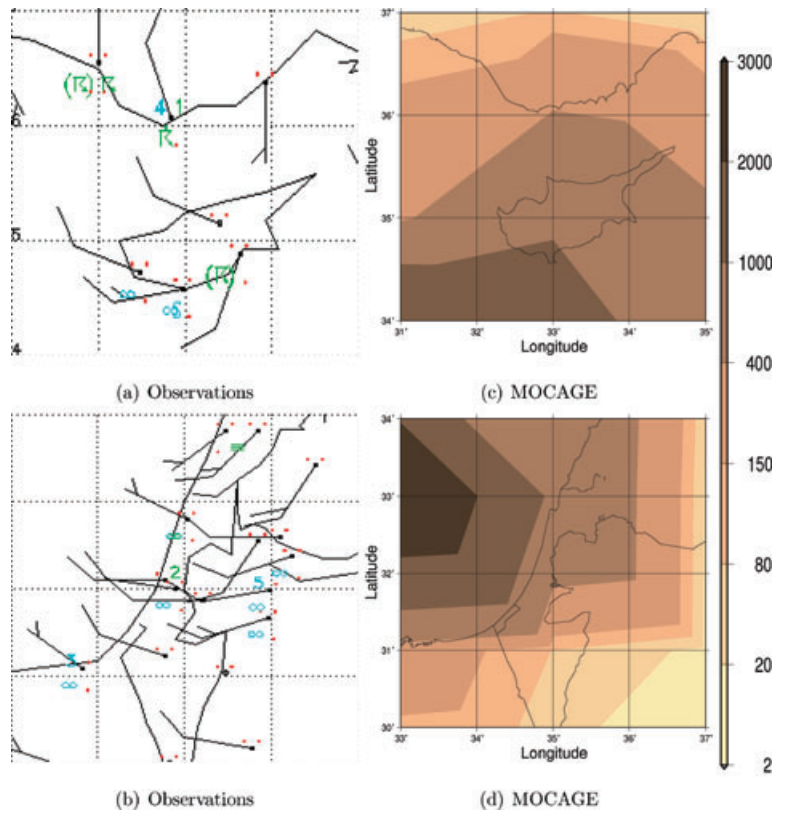 6
5
4
(R) R
4 1
R
(R)
∞
∞
5
37˚
36˚
35˚
34˚
31˚ 32˚ 33˚ 34˚ 35˚
Latitude
Longitude
(a) Observations
(c) MOCAGE
2
5
3
∞
∞
∞
∞
∞
∞
34˚
33˚
32˚
31˚
30˚
33˚ 34˚ 35˚ 36˚ 37˚
Latitude
Longitude
(b) Observations
(d) MOCAGE
3000
2000
1000
400
150
80
20
2